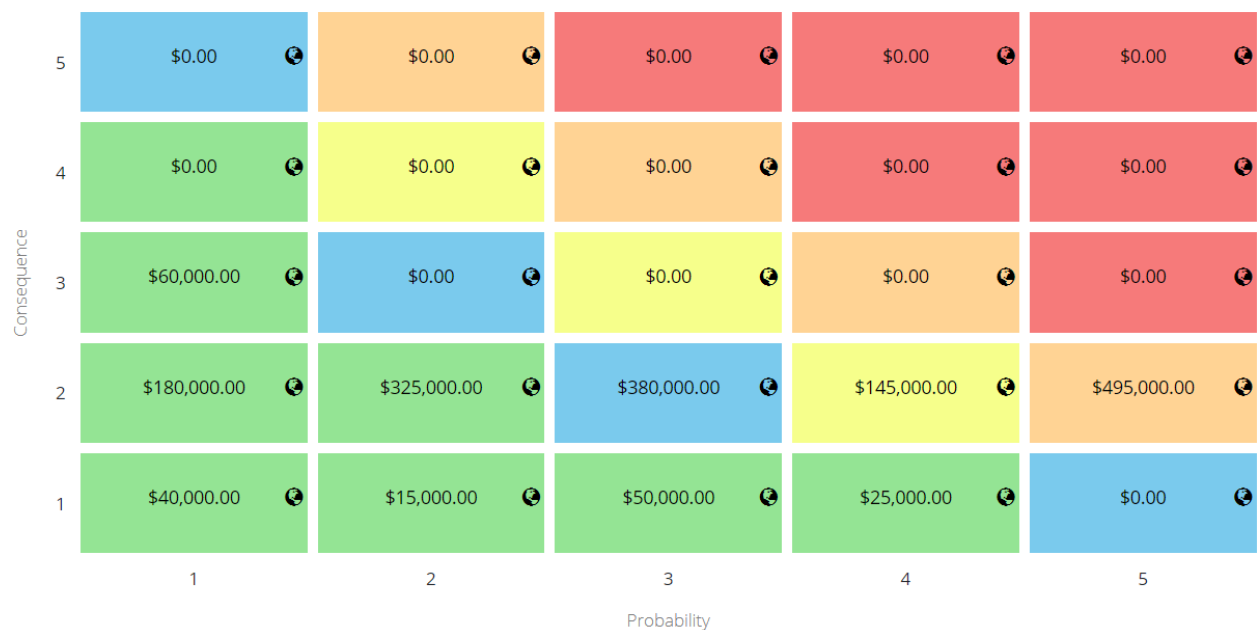 5 $0.00 $0.00 $0.00 $0.00 $0.00
4 $0.00 $0.00 $0.00 $0.00 $0.00
Consequence
3 $60,000.00 $0.00 $0.00 $0.00 $0.00
2 $180,000.00 $325,000.00 $380,000.00 $145,000.00 $495,000.00
1 $40,000.00 $15,000.00 $50,000.00 $25,000.00 $0.00
1 2 3 4 5
Probability